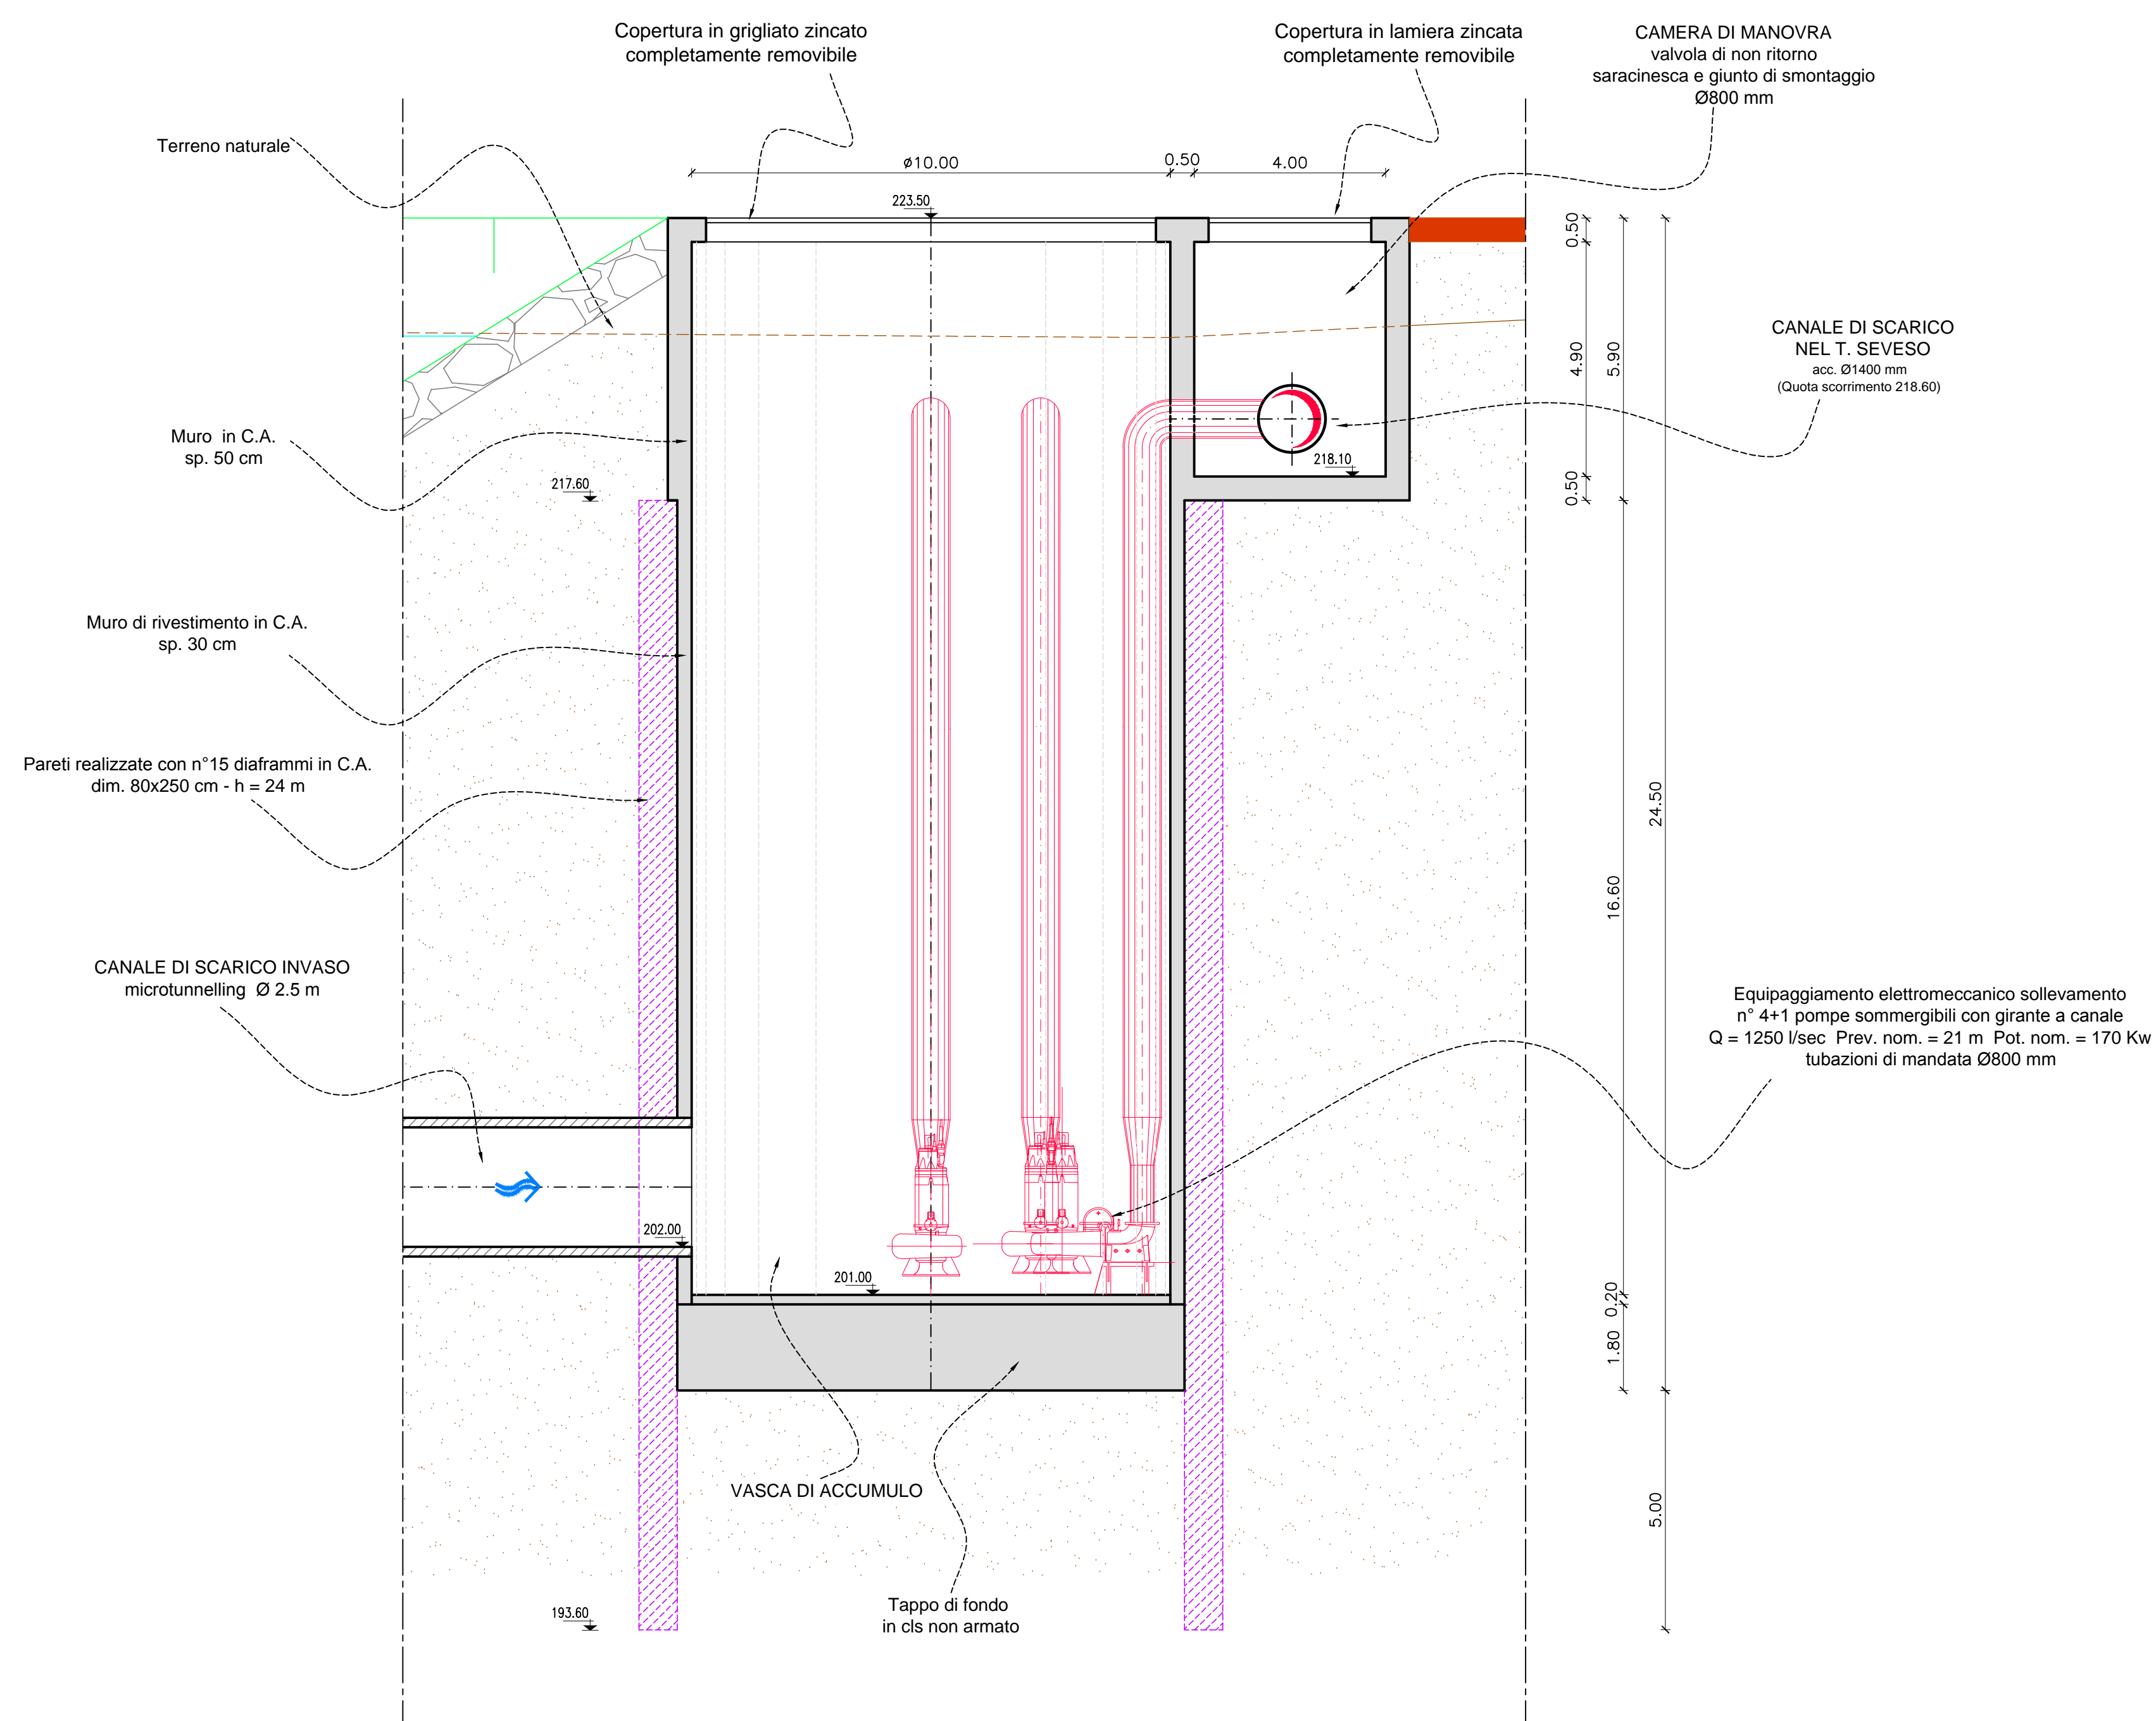 Copertura in grigliato zincato
completamente removibile
Copertura in lamiera zincata
completamente removibile
CAMERA DI MANOVRA
valvola di non ritorno
saracinesca e giunto di smontaggio
Ø800 mm
Terreno naturale
ø10.00
0.50
4.00
223.50
0.50
4.90
5.90
0.50
CANALE DI SCARICO
NEL T. SEVESO
acc. Ø1400 mm
(Quota scorrimento 218.60)
Muro in C.A.
sp. 50 cm
217.60
218.10
Muro di rivestimento in C.A.
sp. 30 cm
Pareti realizzate con n°15 diaframmi in C.A.
dim. 80x250 cm - h = 24 m
24.50
16.60
CANALE DI SCARICO INVASO
microtunnelling Ø 2.5 m
Equipaggiamento elettromeccanico sollevamento
n° 4+1 pompe sommergibili con girante a canale
Q = 1250 l/sec Prev. nom. = 21 m Pot. nom. = 170 Kw
tubazioni di mandata Ø800 mm
202.00
201.00
0.20
1.80
VASCA DI ACCUMULO
5.00
Tappo di fondo
in cls non armato
193.60